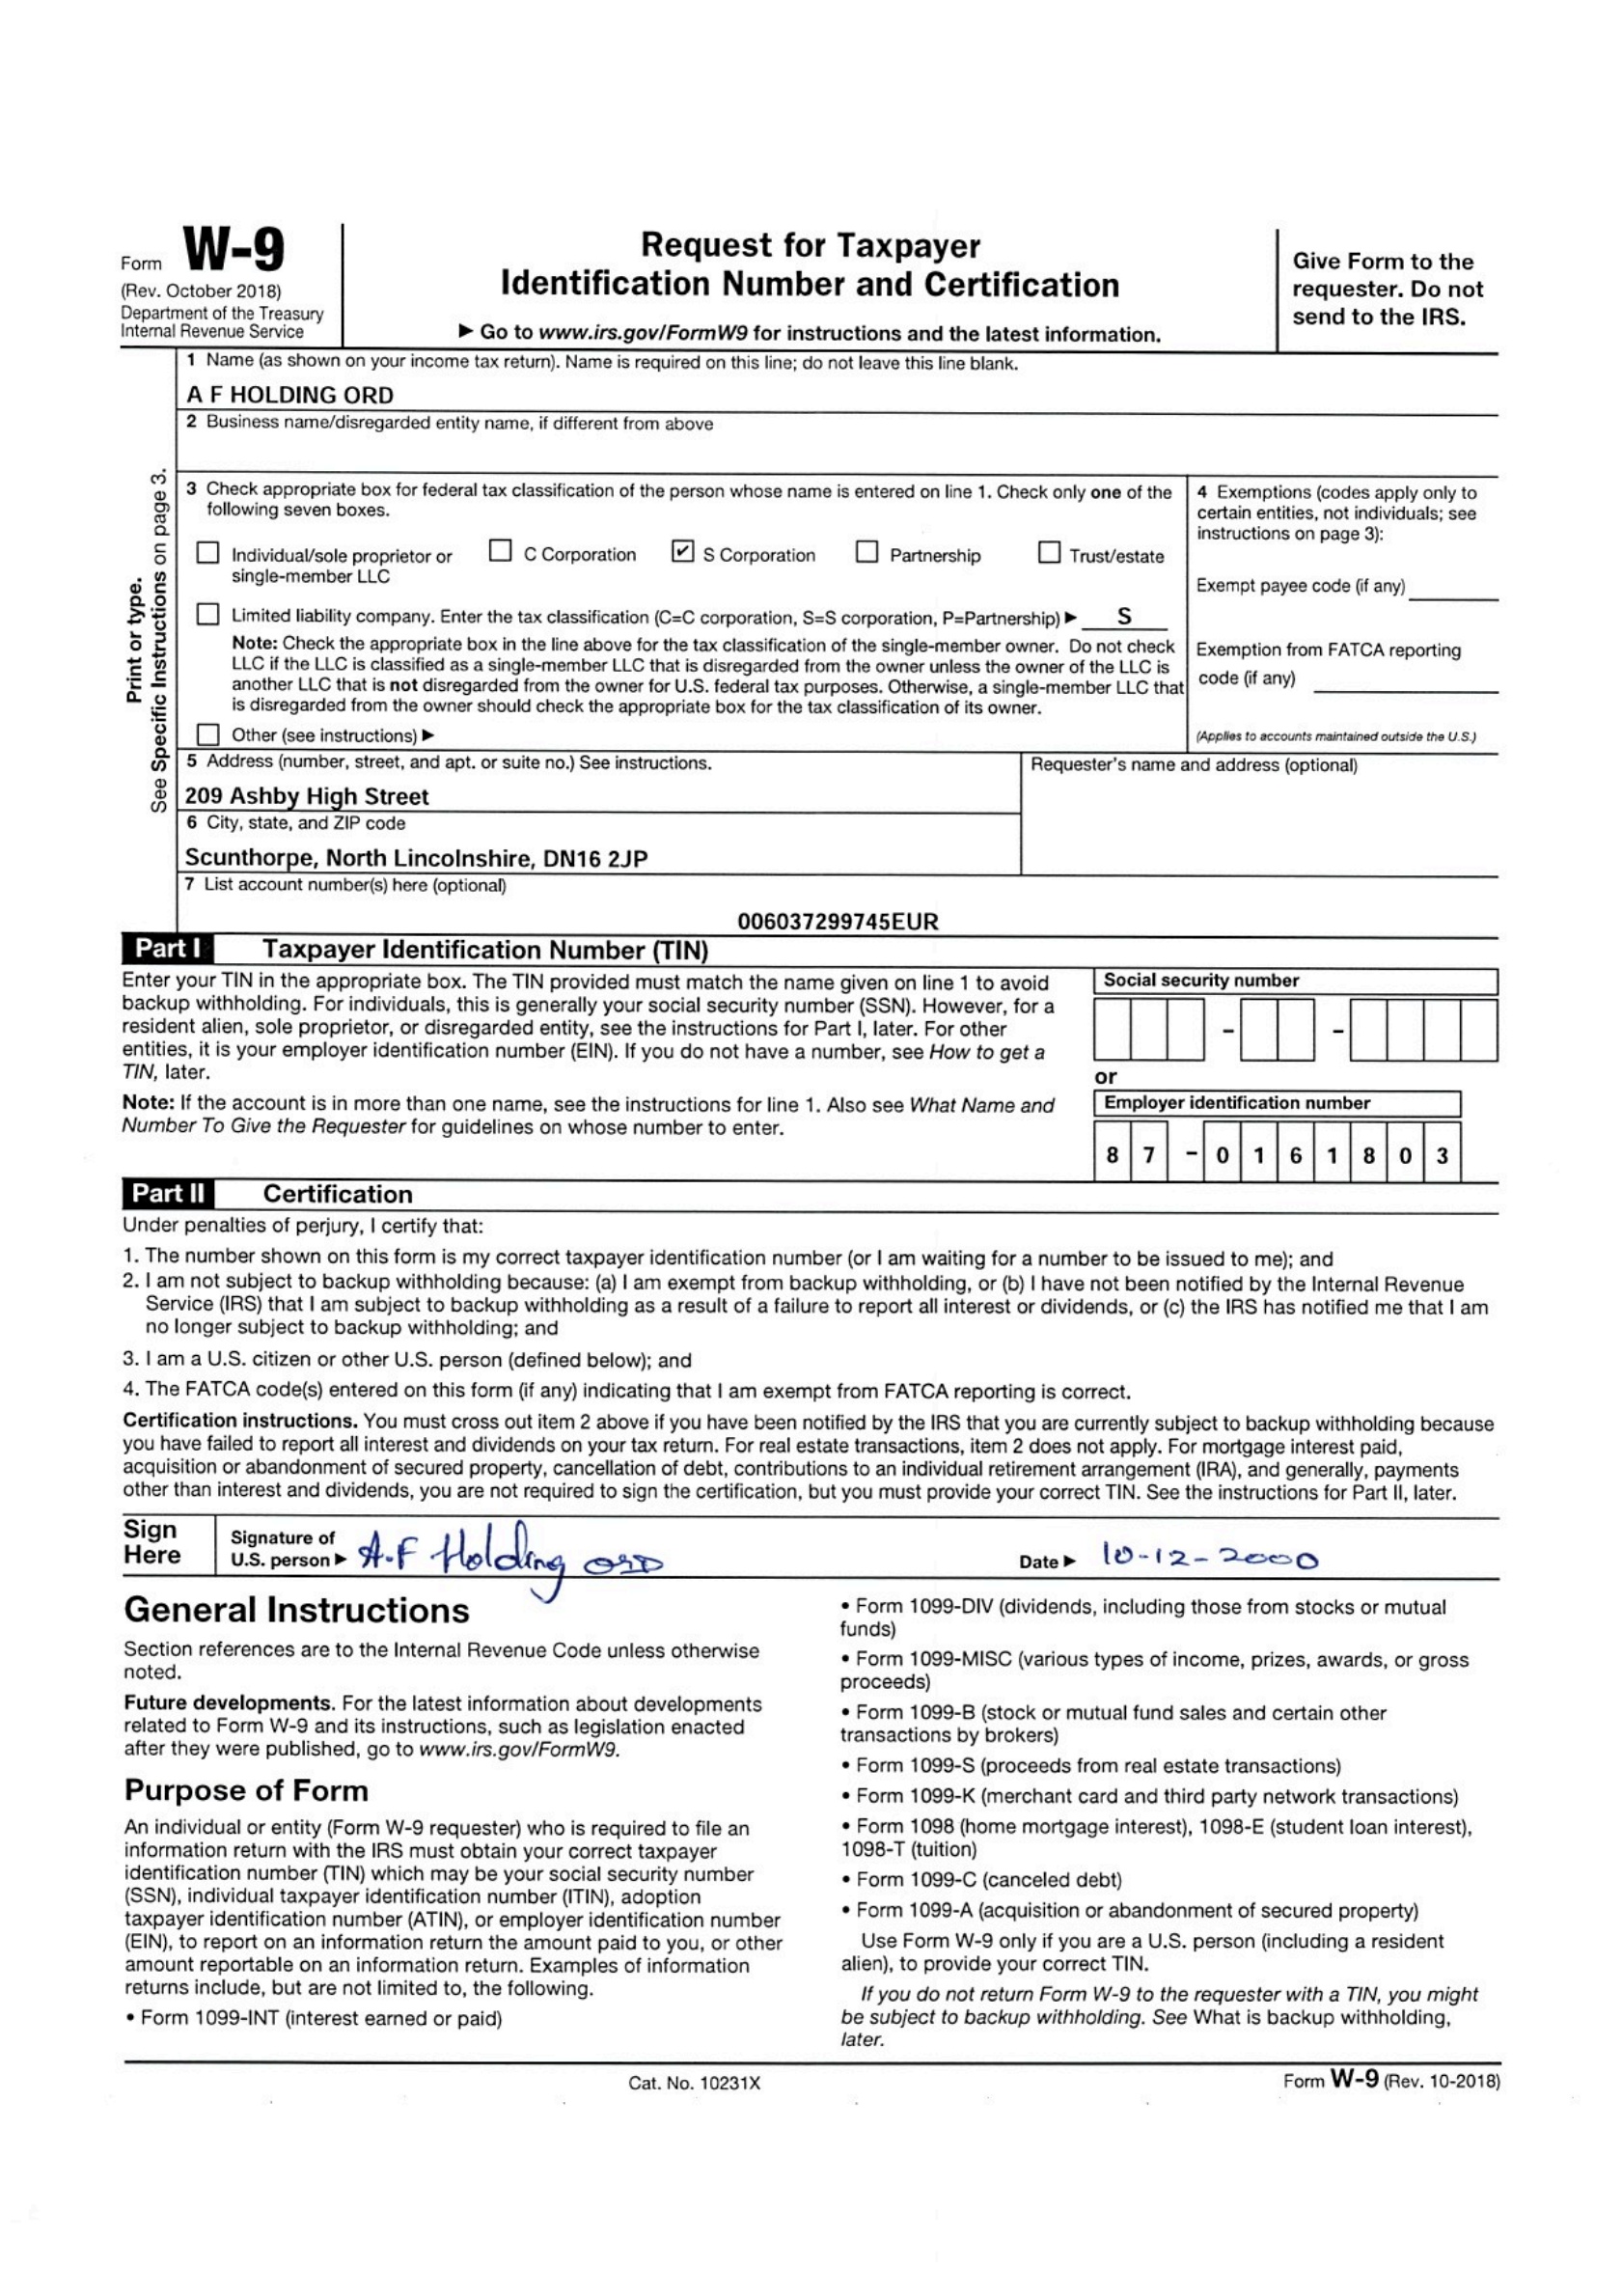 Form W-9
(Rev. October 2018)
Department of the Treasury
Internal Revenue Service
Request for Taxpayer
Identification Number and Certification
▶ Go to www.irs.gov/FormW9 for instructions and the latest information.
Give Form to the
requester. Do not
send to the IRS.
Print or type.
See Specific Instructions on page 3.
1 Name (as shown on your income tax return). Name is required on this line; do not leave this line blank.
A F HOLDING ORD
2 Business name/disregarded entity name, if different from above
3 Check appropriate box for federal tax classification of the person whose name is entered on line 1. Check only one of the
following seven boxes.
☐ Individual/sole proprietor or
single-member LLC
☐ C Corporation
☑ S Corporation
☐ Partnership
☐ Trust/estate
☐ Limited liability company. Enter the tax classification (C=C corporation, S=S corporation, P=Partnership) ▶ S
Note: Check the appropriate box in the line above for the tax classification of the single-member owner. Do not check
LLC if the LLC is classified as a single-member LLC that is disregarded from the owner unless the owner of the LLC is
another LLC that is not disregarded from the owner for U.S. federal tax purposes. Otherwise, a single-member LLC that
is disregarded from the owner should check the appropriate box for the tax classification of its owner.
☐ Other (see instructions) ▶
4 Exemptions (codes apply only to
certain entities, not individuals; see
instructions on page 3):
Exempt payee code (if any)
Exemption from FATCA reporting
code (if any)
(Applies to accounts maintained outside the U.S.)
5 Address (number, street, and apt. or suite no.) See instructions.
209 Ashby High Street
Requester's name and address (optional)
6 City, state, and ZIP code
Scunthorpe, North Lincolnshire, DN16 2JP
7 List account number(s) here (optional)
006037299745EUR
Part I Taxpayer Identification Number (TIN)
Enter your TIN in the appropriate box. The TIN provided must match the name given on line 1 to avoid
backup withholding. For individuals, this is generally your social security number (SSN). However, for a
resident alien, sole proprietor, or disregarded entity, see the instructions for Part I, later. For other
entities, it is your employer identification number (EIN). If you do not have a number, see How to get a
TIN, later.
Note: If the account is in more than one name, see the instructions for line 1. Also see What Name and
Number To Give the Requester for guidelines on whose number to enter.
Social security number
- -
or
Employer identification number
8 7 - 0 1 6 1 8 0 3
Part II Certification
Under penalties of perjury, I certify that:
1. The number shown on this form is my correct taxpayer identification number (or I am waiting for a number to be issued to me); and
2. I am not subject to backup withholding because: (a) I am exempt from backup withholding, or (b) I have not been notified by the Internal Revenue
Service (IRS) that I am subject to backup withholding as a result of a failure to report all interest or dividends, or (c) the IRS has notified me that I am
no longer subject to backup withholding; and
3. I am a U.S. citizen or other U.S. person (defined below); and
4. The FATCA code(s) entered on this form (if any) indicating that I am exempt from FATCA reporting is correct.
Certification instructions. You must cross out item 2 above if you have been notified by the IRS that you are currently subject to backup withholding because
you have failed to report all interest and dividends on your tax return. For real estate transactions, item 2 does not apply. For mortgage interest paid,
acquisition or abandonment of secured property, cancellation of debt, contributions to an individual retirement arrangement (IRA), and generally, payments
other than interest and dividends, you are not required to sign the certification, but you must provide your correct TIN. See the instructions for Part II, later.
Sign
Here
Signature of
U.S. person ▶ A.F Holding ORD
Date ▶ 10-12-2000
General Instructions
Section references are to the Internal Revenue Code unless otherwise
noted.
Future developments. For the latest information about developments
related to Form W-9 and its instructions, such as legislation enacted
after they were published, go to www.irs.gov/FormW9.
Purpose of Form
An individual or entity (Form W-9 requester) who is required to file an
information return with the IRS must obtain your correct taxpayer
identification number (TIN) which may be your social security number
(SSN), individual taxpayer identification number (ITIN), adoption
taxpayer identification number (ATIN), or employer identification number
(EIN), to report on an information return the amount paid to you, or other
amount reportable on an information return. Examples of information
returns include, but are not limited to, the following.
• Form 1099-INT (interest earned or paid)
• Form 1099-DIV (dividends, including those from stocks or mutual
funds)
• Form 1099-MISC (various types of income, prizes, awards, or gross
proceeds)
• Form 1099-B (stock or mutual fund sales and certain other
transactions by brokers)
• Form 1099-S (proceeds from real estate transactions)
• Form 1099-K (merchant card and third party network transactions)
• Form 1098 (home mortgage interest), 1098-E (student loan interest),
1098-T (tuition)
• Form 1099-C (canceled debt)
• Form 1099-A (acquisition or abandonment of secured property)
Use Form W-9 only if you are a U.S. person (including a resident
alien), to provide your correct TIN.
If you do not return Form W-9 to the requester with a TIN, you might
be subject to backup withholding. See What is backup withholding,
later.
Cat. No. 10231X
Form W-9 (Rev. 10-2018)